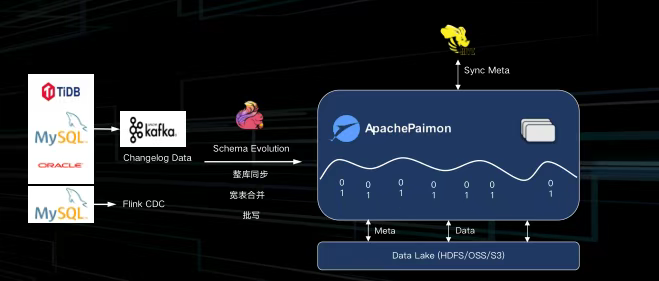 Sync Meta
TiDB
MySQL
ORACLE
kafka
Changelog Data
MySQL
Flink CDC
Schema Evolution
整库同步
宽表合并
批写
ApachePaimon
0 0 0 0 0 0 0
1 1 1 1 1 1 1
Meta
Data
Data Lake (HDFS/OSS/S3)